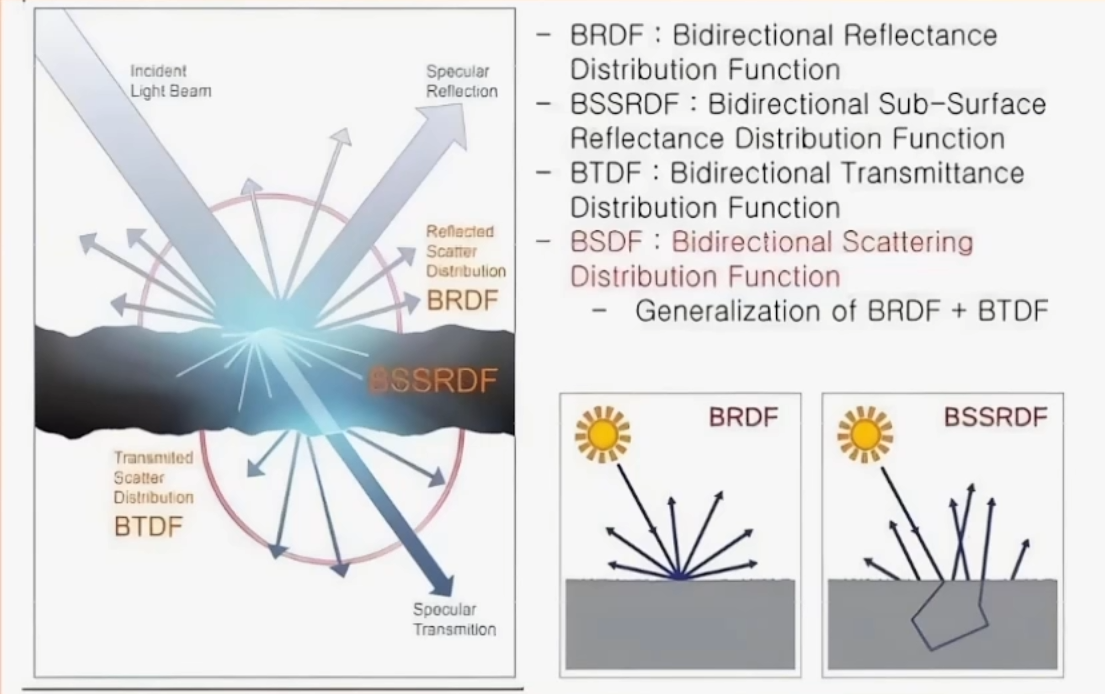 Incident
Light Beam
Specular
Reflection
Reflected
Scatter
Distribution
BRDF
BSSRDF
Transmited
Scatter
Distribution
BTDF
Specular
Transmition
- BRDF : Bidirectional Reflectance
Distribution Function
- BSSRDF : Bidirectional Sub-Surface
Reflectance Distribution Function
- BTDF : Bidirectional Transmittance
Distribution Function
- BSDF : Bidirectional Scattering
Distribution Function
- Generalization of BRDF + BTDF
BRDF
BSSRDF